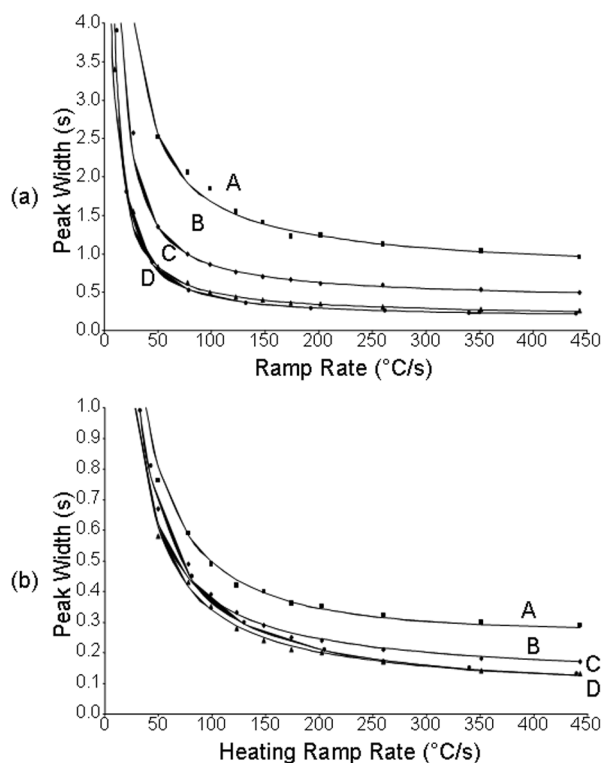 (a)
Peak Width (s)
4.0
3.5
3.0
2.5
2.0
1.5
1.0
0.5
0.0
A
B
C
D
0 50 100 150 200 250 300 350 400 450
Ramp Rate (°C/s)
(b)
Peak Width (s)
1.0
0.9
0.8
0.7
0.6
0.5
0.4
0.3
0.2
0.1
0.0
A
B
C
D
0 50 100 150 200 250 300 350 400 450
Heating Ramp Rate (°C/s)